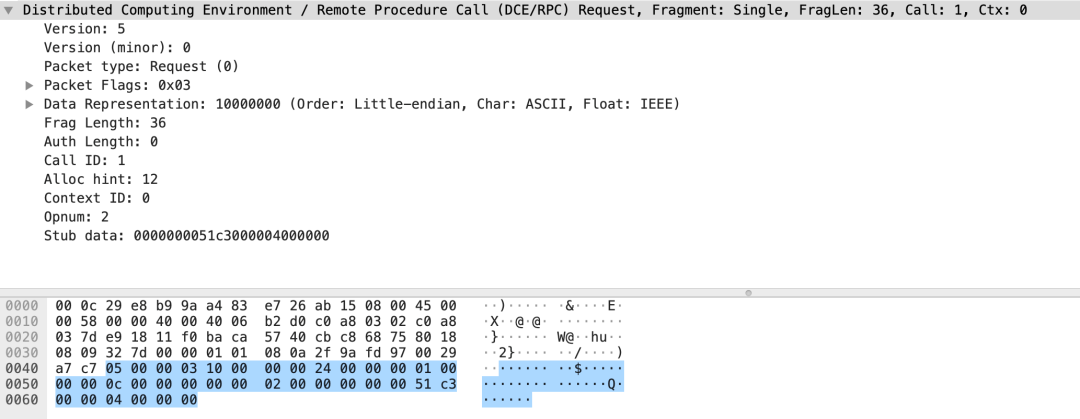 Distributed Computing Environment / Remote Procedure Call (DCE/RPC) Request, Fragment: Single, FragLen: 36, Call: 1, Ctx: 0
Version: 5
Version (minor): 0
Packet type: Request (0)
Packet Flags: 0x03
Data Representation: 10000000 (Order: Little-endian, Char: ASCII, Float: IEEE)
Frag Length: 36
Auth Length: 0
Call ID: 1
Alloc hint: 12
Context ID: 0
Opnum: 2
Stub data: 0000000051c3000004000000
0000 00 0c 29 e8 b9 9a a4 83 e7 26 ab 15 08 00 45 00 ··)····· ·&····E·
0010 00 58 00 00 40 00 40 06 b2 d0 c0 a8 03 02 c0 a8 ·X··@·@· ········
0020 03 7d e9 18 11 f0 ba ca 57 40 cb c8 68 75 80 18 ·}······ W@··hu··
0030 08 09 32 7d 00 00 01 01 08 0a 2f 9a fd 97 00 29 ··2}···· ··/····)
0040 a7 c7 05 00 00 03 10 00 00 00 24 00 00 00 01 00 ········ ··$·····
0050 00 00 0c 00 00 00 00 00 02 00 00 00 00 00 51 c3 ········ ······Q·
0060 00 00 04 00 00 00 ······